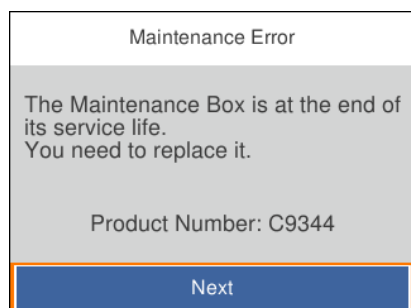 Maintenance Error
The Maintenance Box is at the end of
its service life.
You need to replace it.
Product Number: C9344
Next